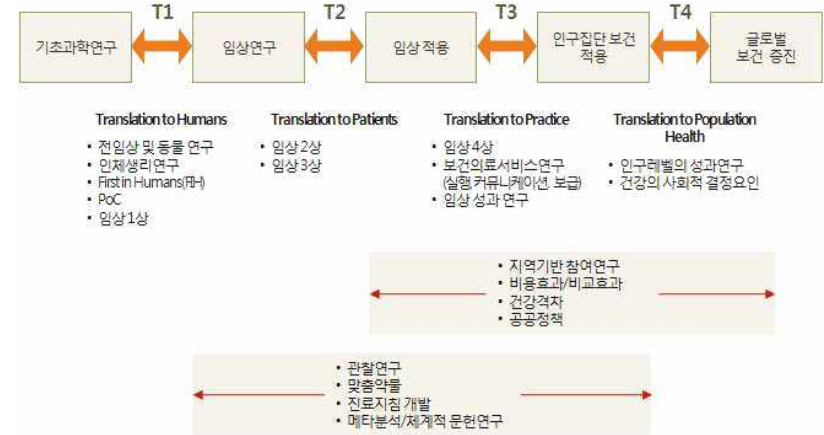 T1
T2
T3
T4
기초과학연구
임상연구
임상 적용
인구집단 보건
적용
글로벌
보건 증진
Translation to Humans
• 전임상 및 동물 연구
• 인체생리연구
• First in Humans(FIH)
• PoC
• 임상1상
Translation to Patients
• 임상2상
• 임상3상
Translation to Practice
• 임상4상
• 보건의료서비스연구
(실행,커뮤니케이션, 보급)
• 임상 성과 연구
Translation to Population
Health
• 인구레벨의 성과연구
• 건강의 사회적 결정요인
• 지역기반 참여연구
• 비용효과/비교효과
• 건강격차
• 공공정책
• 관찰연구
• 맞춤약물
• 진료지침 개발
• 메타분석/체계적 문헌연구